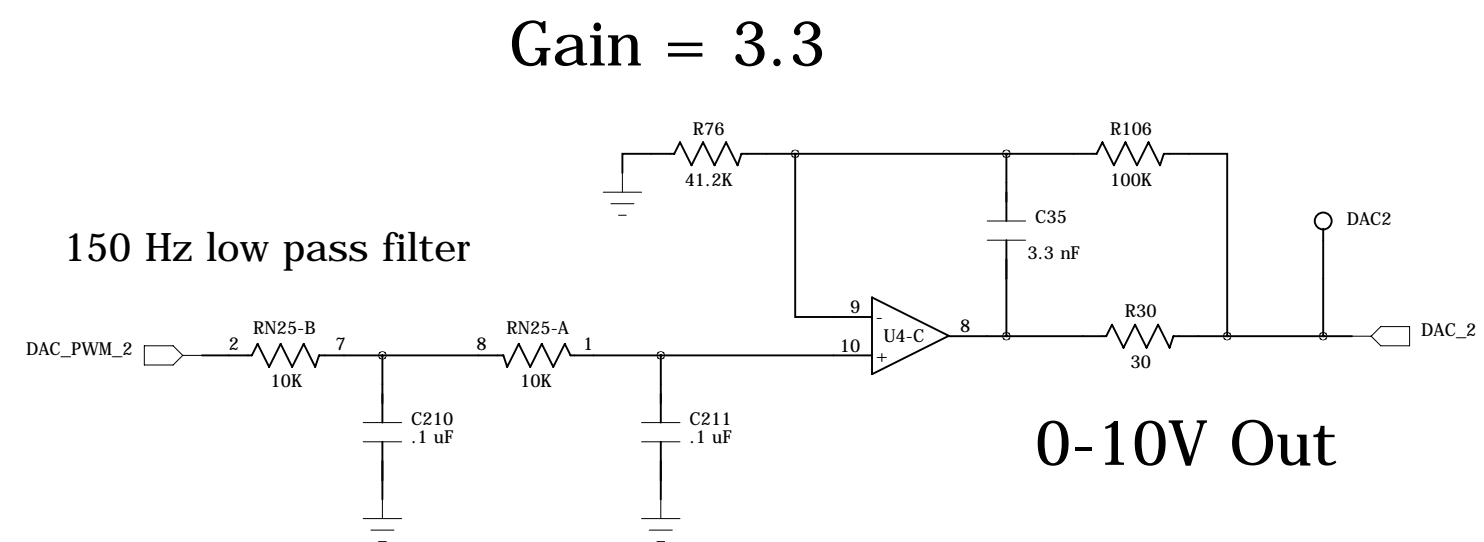 Gain = 3.3
R76
41.2K
R106
100K
C35
3.3 nF
DAC2
150 Hz low pass filter
DAC_PWM_2
2
RN25-B
7
10K
8
RN25-A
1
10K
9
-
10
+
U4-C
8
R30
30
DAC_2
C210
.1 uF
C211
.1 uF
0-10V Out